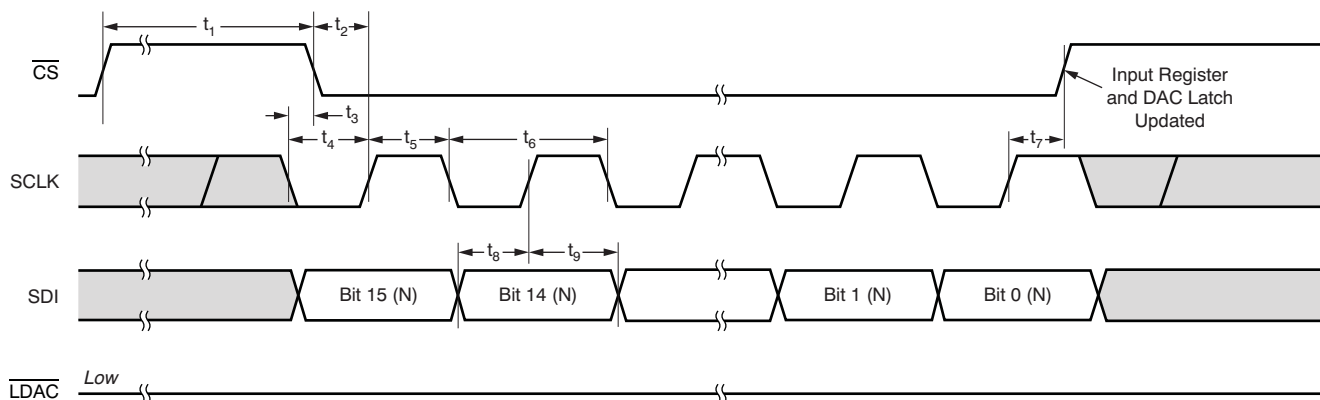 t1
t2
CS
Input Register
and DAC Latch
Updated
t3
t4
t5
t6
t7
SCLK
t8
t9
SDI
Bit 15 (N)
Bit 14 (N)
Bit 1 (N)
Bit 0 (N)
LDAC
Low